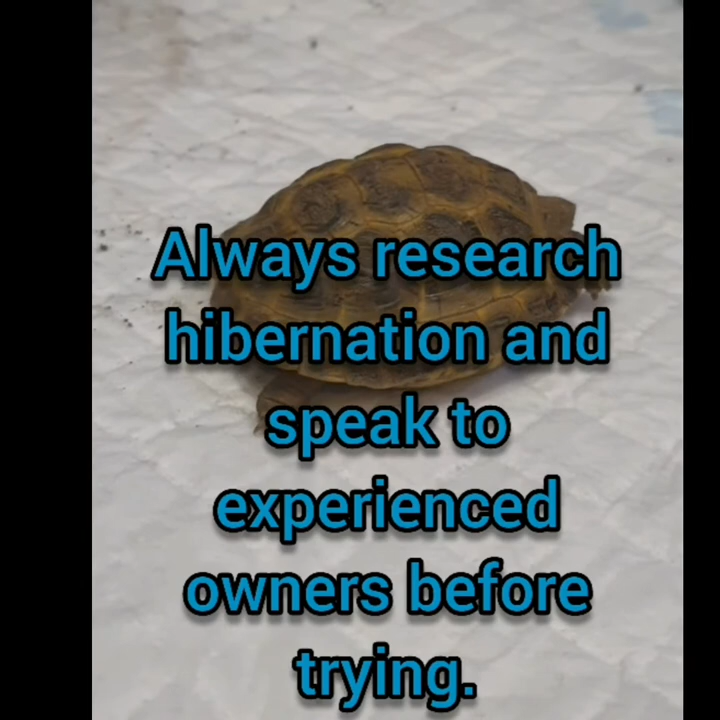 Always research
hibernation and
speak to
experienced
owners before
trying.